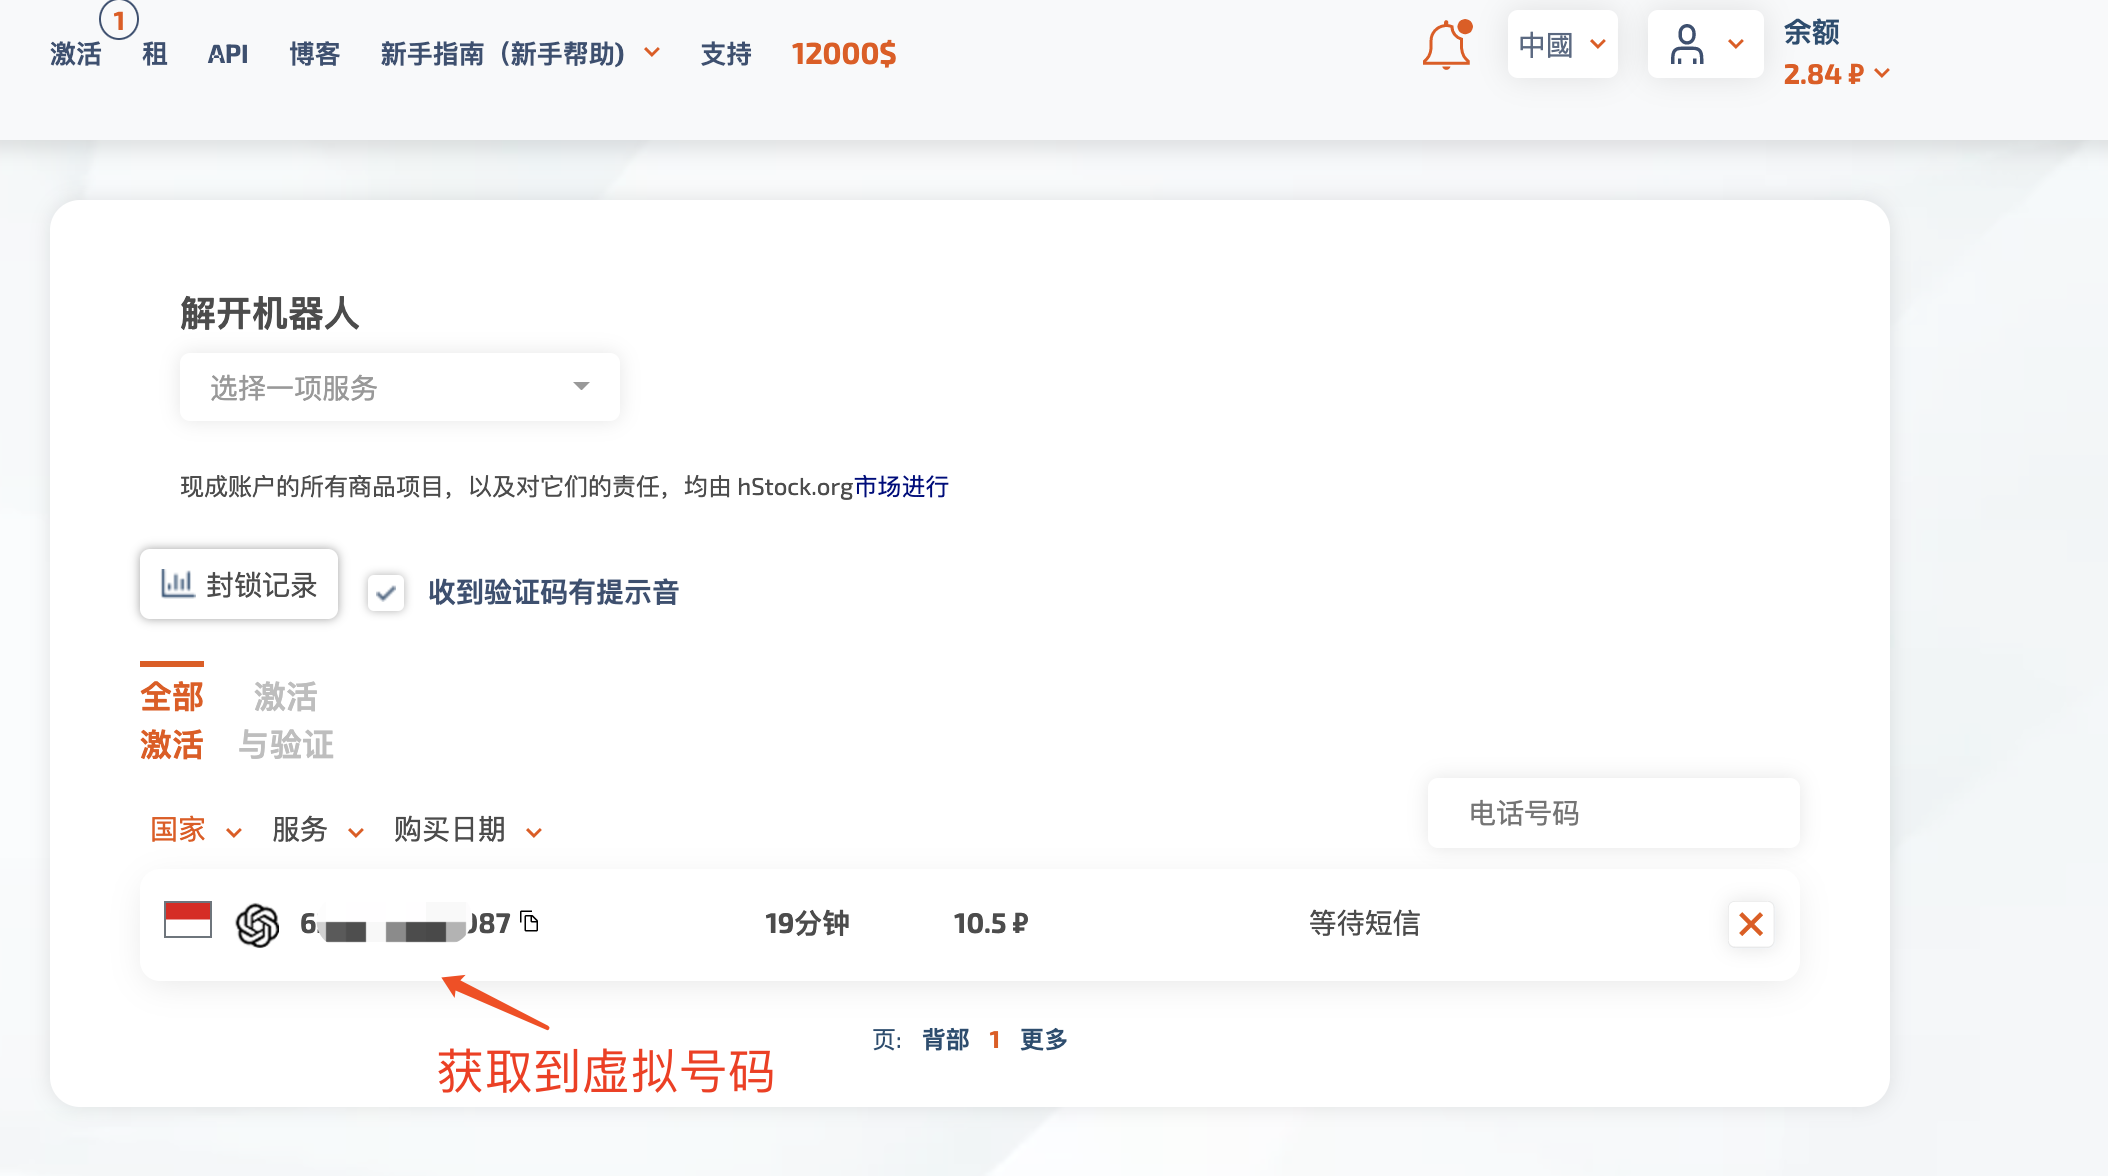 1
激活 租 API 博客 新手指南（新手帮助) 支持 12000$
中國
余额
2.84 ₽
解开机器人
选择一项服务
现成账户的所有商品项目，以及对它们的责任，均由 hStock.org市场进行
封锁记录
收到验证码有提示音
全部
激活
激活
与验证
国家 服务 购买日期
电话号码
6 087 19分钟 10.5 ₽ 等待短信
获取到虚拟号码
页: 背部 1 更多